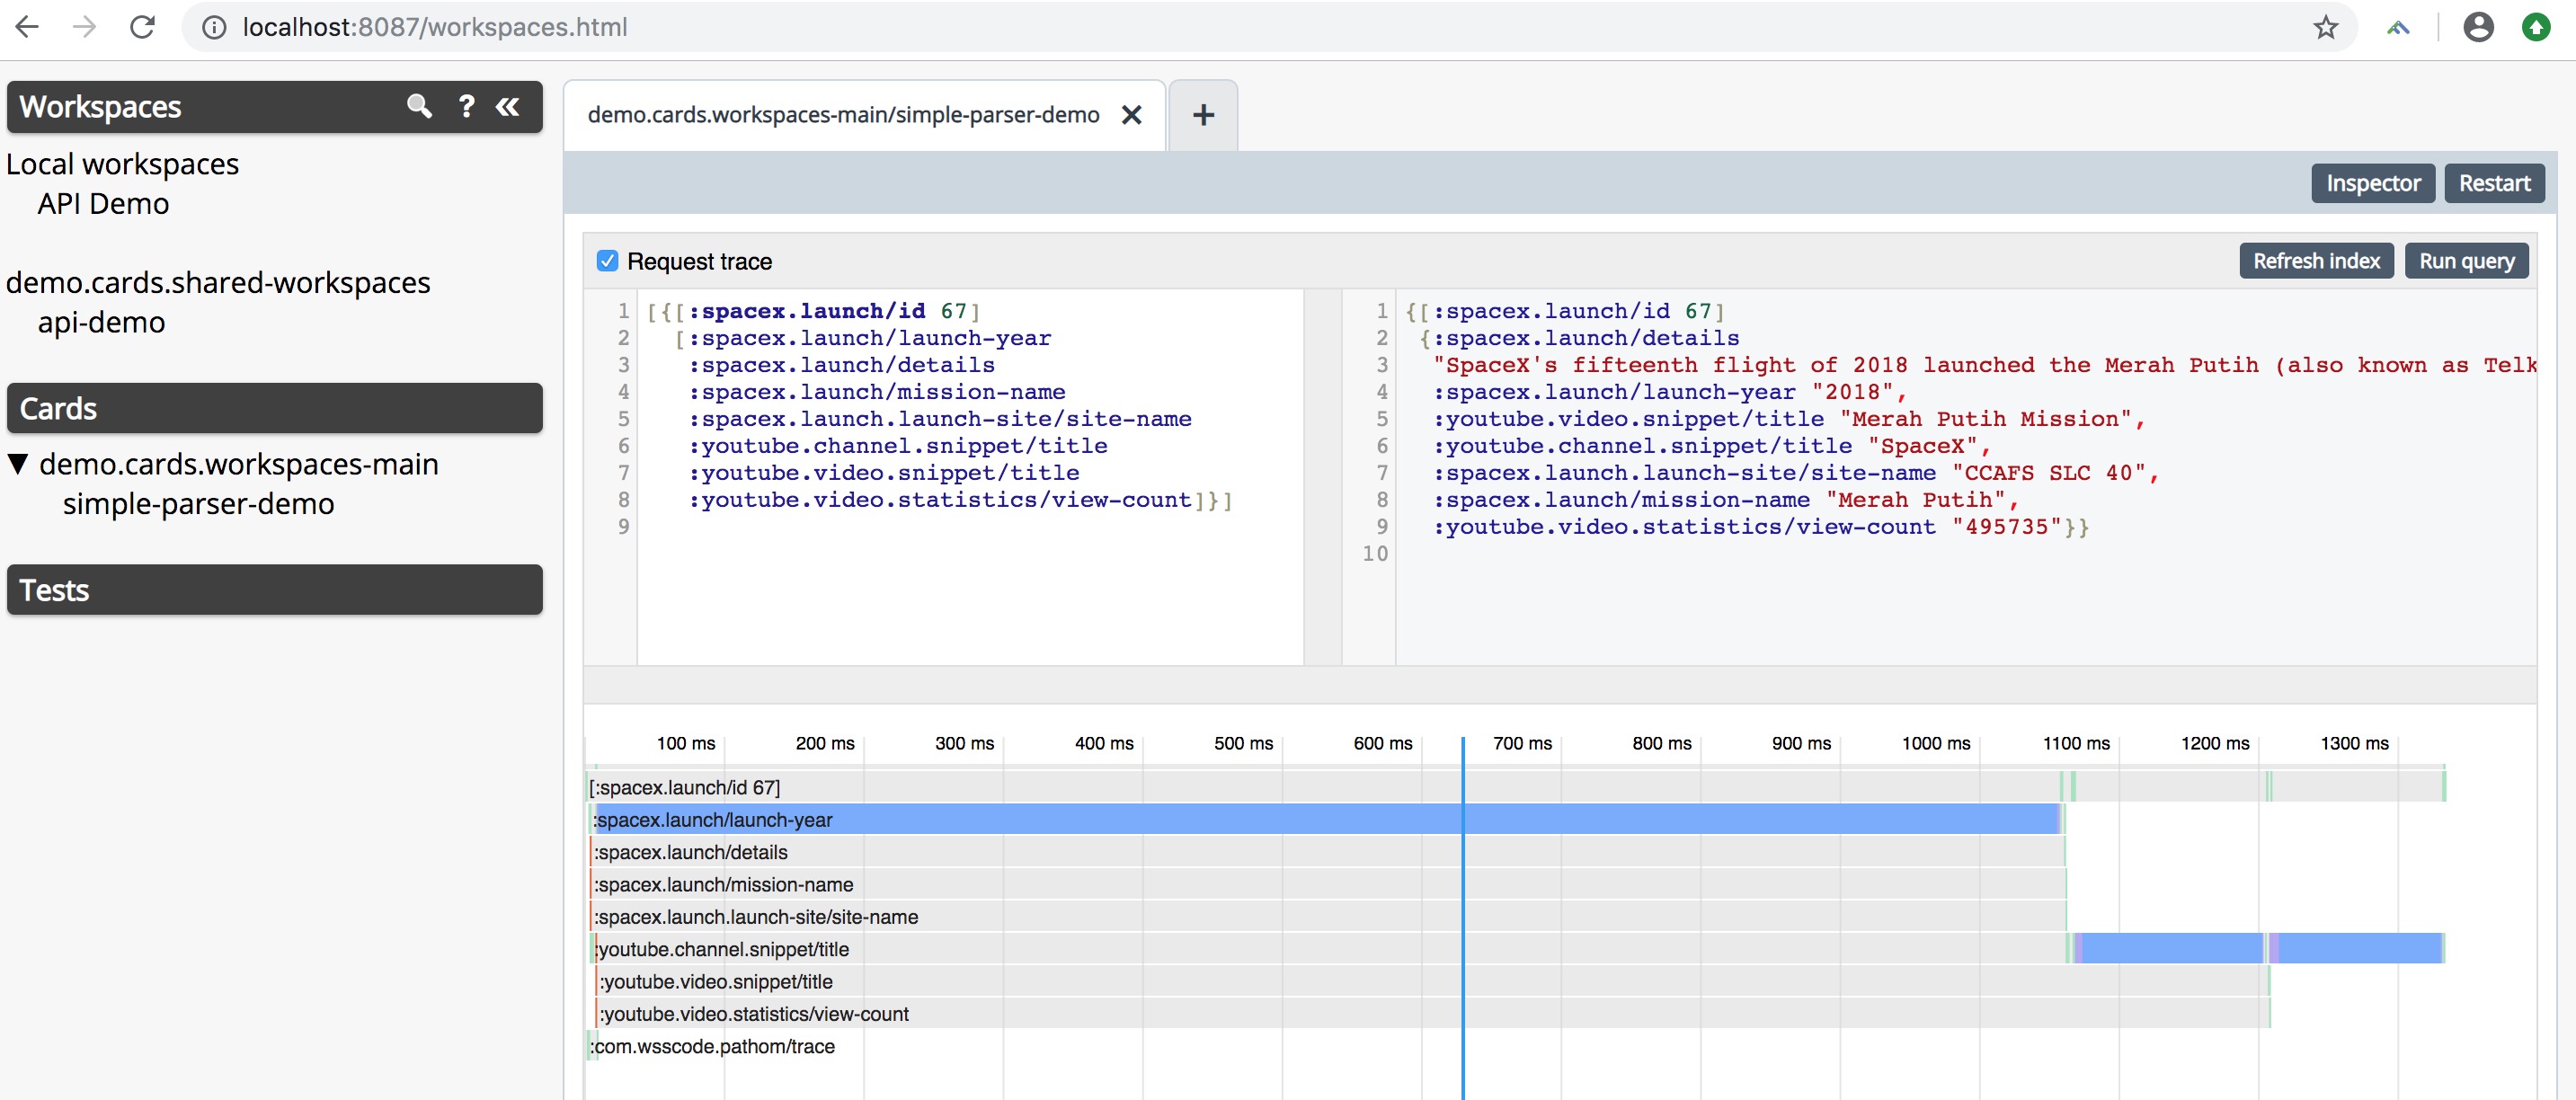 localhost:8087/workspaces.html
Workspaces ? «
Local workspaces
API Demo
demo.cards.shared-workspaces
api-demo
Cards
▼ demo.cards.workspaces-main
simple-parser-demo
Tests
demo.cards.workspaces-main/simple-parser-demo ✕ +
Inspector Restart
Request trace Refresh index Run query
1 [{[:spacex.launch/id 67]
2 [:spacex.launch/launch-year
3 :spacex.launch/details
4 :spacex.launch/mission-name
5 :spacex.launch.launch-site/site-name
6 :youtube.channel.snippet/title
7 :youtube.video.snippet/title
8 :youtube.video.statistics/view-count]}]
9
1 {[:spacex.launch/id 67]
2 {:spacex.launch/details
3 "SpaceX's fifteenth flight of 2018 launched the Merah Putih (also known as Telk
4 :spacex.launch/launch-year "2018",
5 :youtube.video.snippet/title "Merah Putih Mission",
6 :youtube.channel.snippet/title "SpaceX",
7 :spacex.launch.launch-site/site-name "CCAFS SLC 40",
8 :spacex.launch/mission-name "Merah Putih",
9 :youtube.video.statistics/view-count "495735"}}
10
100 ms 200 ms 300 ms 400 ms 500 ms 600 ms 700 ms 800 ms 900 ms 1000 ms 1100 ms 1200 ms 1300 ms
[:spacex.launch/id 67]
:spacex.launch/launch-year
:spacex.launch/details
:spacex.launch/mission-name
:spacex.launch.launch-site/site-name
:youtube.channel.snippet/title
:youtube.video.snippet/title
:youtube.video.statistics/view-count
:com.wsscode.pathom/trace